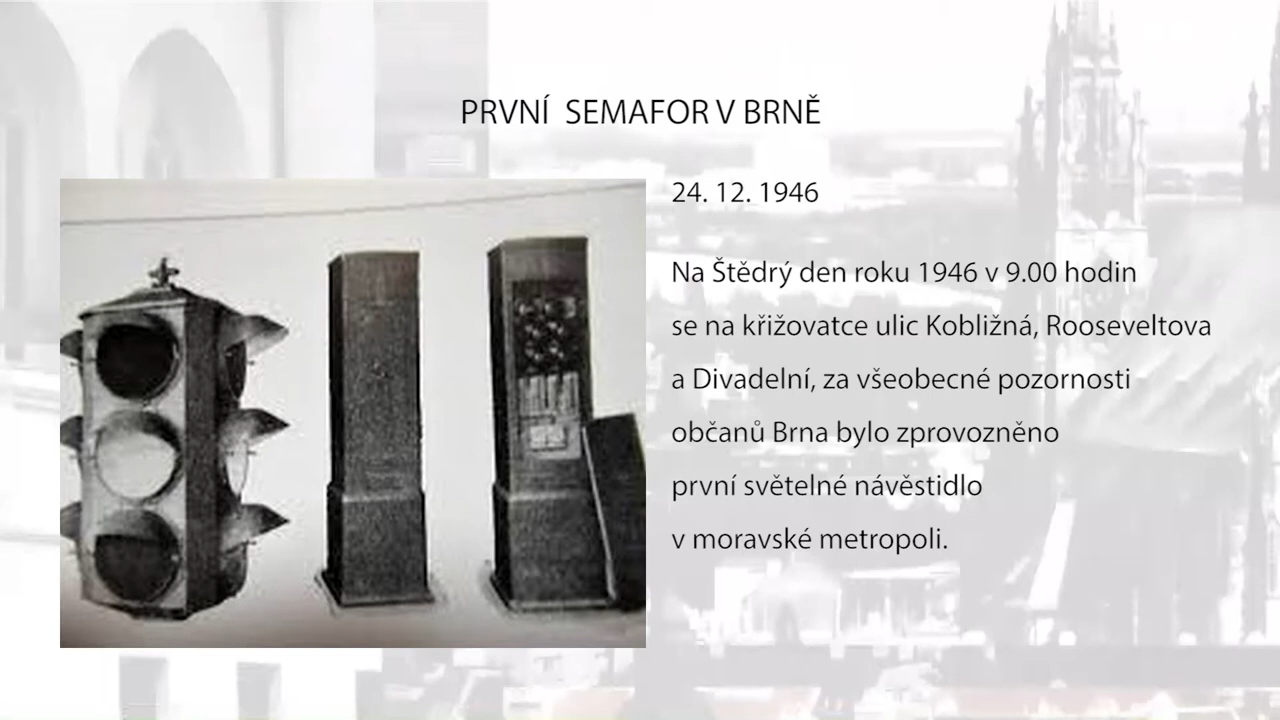 PRVNÍ SEMAFOR V BRNĚ
24. 12. 1946
Na Štědrý den roku 1946 v 9.00 hodin
se na křižovatce ulic Kobližná, Rooseveltova
a Divadelní, za všeobecné pozornosti
občanů Brna bylo zprovozněno
první světelné návěstidlo
v moravské metropoli.